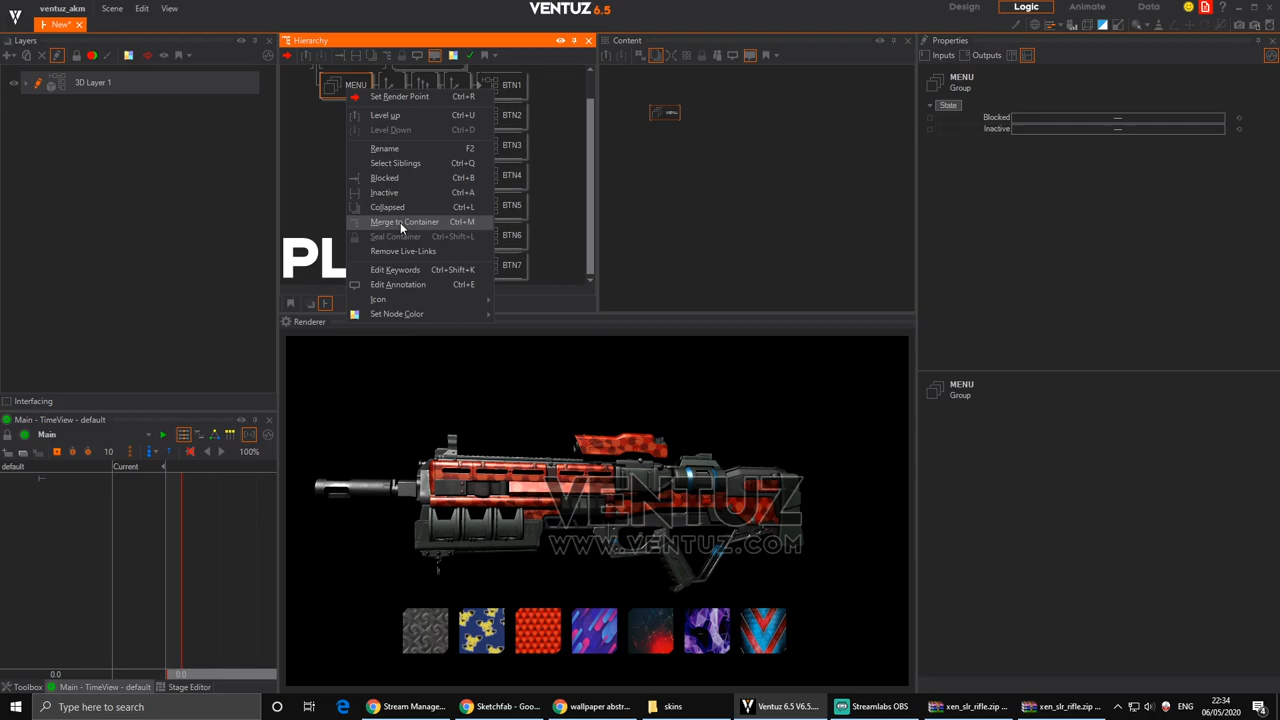 ventuz_akm Scene Edit View VENTUZ 6.5 Design Logic Animate Data
New*
Layers Hierarchy Content Properties
Inputs Outputs
3D Layer 1
MENU BTN1
BTN2
BTN3
BTN4
BTN5
BTN6
BTN7
Set Render Point Ctrl+R
Level up Ctrl+U
Level Down Ctrl+D
Rename F2
Select Siblings Ctrl+Q
Blocked Ctrl+B
Inactive Ctrl+A
Collapsed Ctrl+L
Merge to Container Ctrl+M
Seal Container Ctrl+Shift+L
Remove Live-Links
Edit Keywords Ctrl+Shift+K
Edit Annotation Ctrl+E
Icon
Set Node Color
PL
MENU
MENU
Group
State
Blocked —
Inactive —
Renderer
MENU
Group
Interfacing
Main - TimeView - default
Main
10 100%
default Current
0.0 0.0
VENTUZ
WWW.VENTUZ.COM
Toolbox Main - TimeView - default Stage Editor
Type here to search
Stream Manage...
Sketchfab - Goo...
wallpaper abstr...
skins
Ventuz 6.5 V6.5....
Streamlabs OBS
xen_slr_rifle.zip ...
xen_slr_rifle.zip ...
22:34
06/05/2020